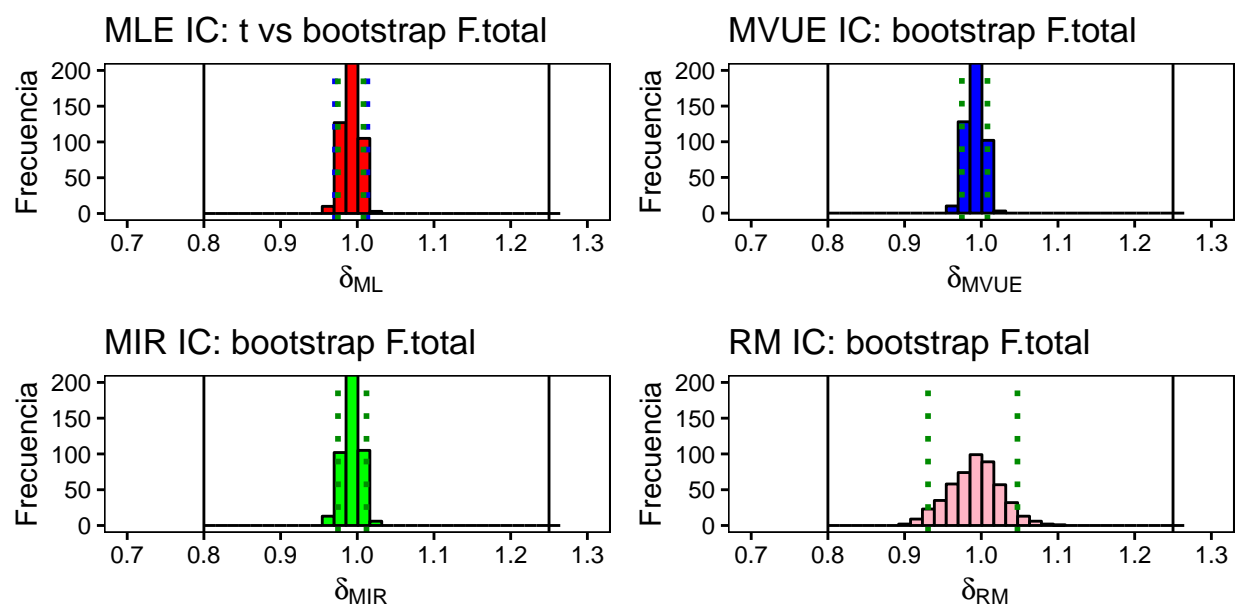 MLE IC: t vs bootstrap F.total
Frecuencia
200
150
100
50
0
0.7 0.8 0.9 1.0 1.1 1.2 1.3
δML
MVUE IC: bootstrap F.total
Frecuencia
200
150
100
50
0
0.7 0.8 0.9 1.0 1.1 1.2 1.3
δMVUE
MIR IC: bootstrap F.total
Frecuencia
200
150
100
50
0
0.7 0.8 0.9 1.0 1.1 1.2 1.3
δMIR
RM IC: bootstrap F.total
Frecuencia
200
150
100
50
0
0.7 0.8 0.9 1.0 1.1 1.2 1.3
δRM